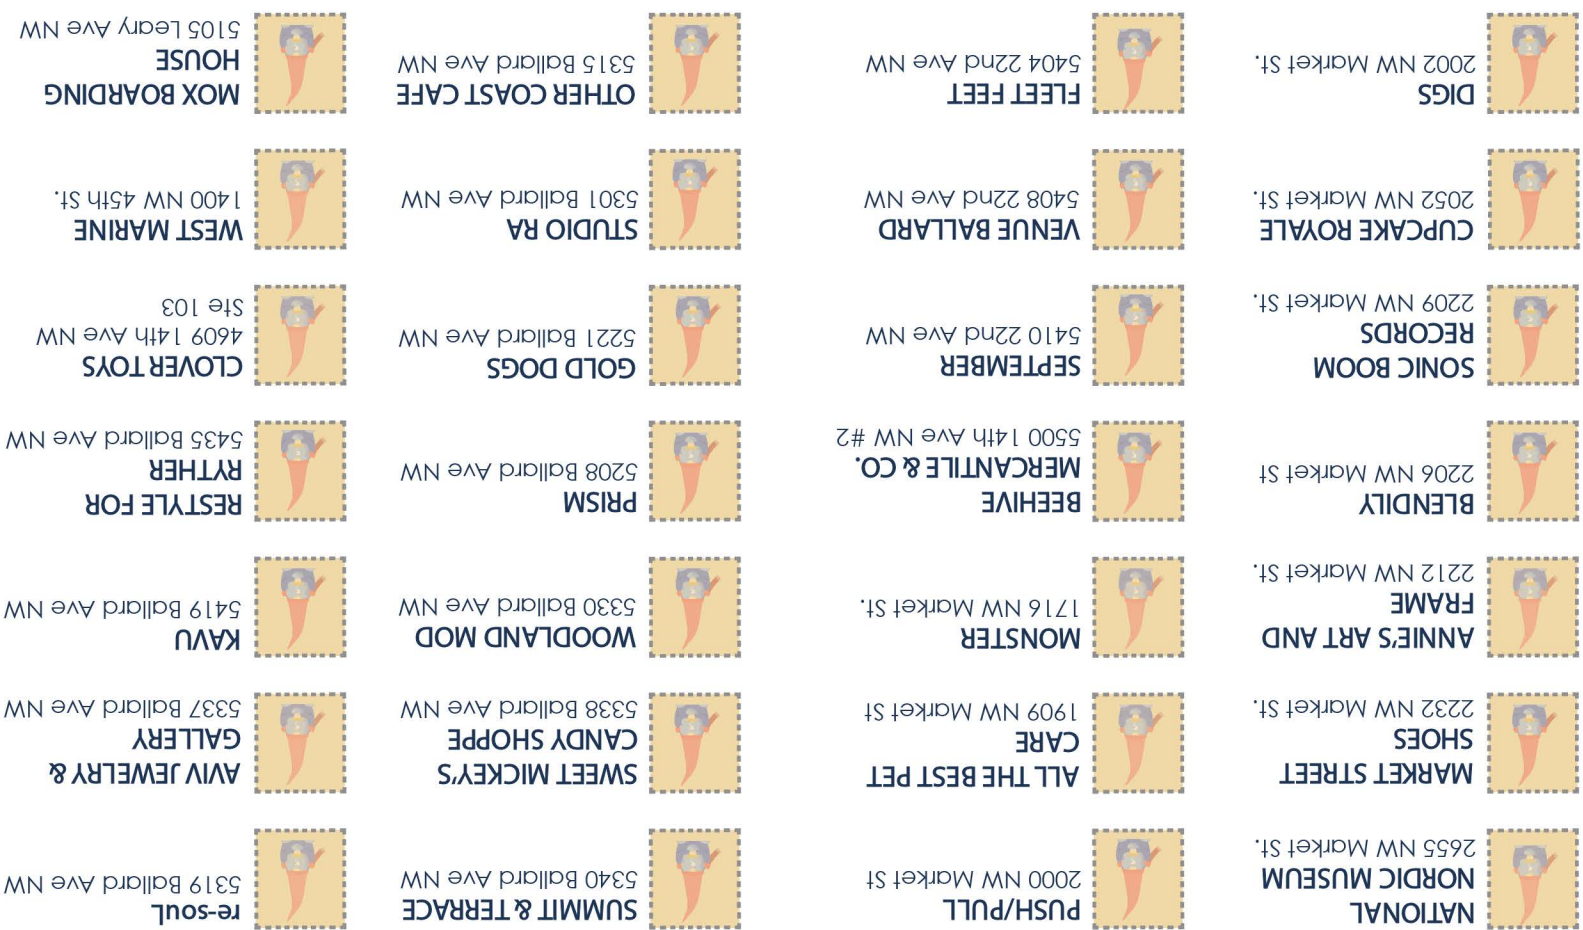 NATIONAL
NORDIC MUSEUM
2655 NW Market St.
MARKET STREET
SHOES
2232 NW Market St.
ANNIE'S ART AND
FRAME
2212 NW Market St.
BLENDILY
2206 NW Market St
SONIC BOOM
RECORDS
2209 NW Market St.
CUPCAKE ROYALE
2052 NW Market St.
DIGS
2002 NW Market St.
PUSH/PULL
2000 NW Market St
ALL THE BEST PET
CARE
1909 NW Market St
MONSTER
1716 NW Market St.
BEEHIVE
MERCANTILE & CO.
5500 14th Ave NW #2
SEPTEMBER
5410 22nd Ave NW
VENUE BALLARD
5408 22nd Ave NW
FLEET FEET
5404 22nd Ave NW
SUMMIT & TERRACE
5340 Ballard Ave NW
SWEET MICKEY'S
CANDY SHOPPE
5338 Ballard Ave NW
WOODLAND MOD
5330 Ballard Ave NW
PRISM
5208 Ballard Ave NW
GOLD DOGS
5221 Ballard Ave NW
STUDIO RA
5301 Ballard Ave NW
OTHER COAST CAFE
5315 Ballard Ave NW
re-soul
5319 Ballard Ave NW
AVIV JEWELRY &
GALLERY
5337 Ballard Ave NW
KAVU
5419 Ballard Ave NW
RESTYLE FOR
RYTHER
5435 Ballard Ave NW
CLOVER TOYS
4609 14th Ave NW
Ste 103
WEST MARINE
1400 NW 45th St.
MOX BOARDING
HOUSE
5105 Leary Ave NW